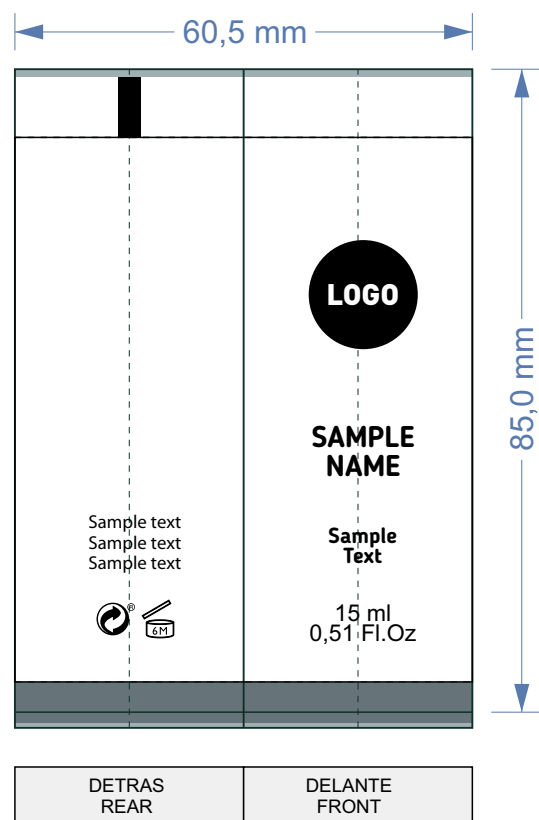 60,5 mm
85,0 mm
LOGO
SAMPLE
NAME
Sample text
Sample text
Sample text
Sample
Text
®
6M
15 ml
0,51 Fl.Oz
DETRAS
REAR
DELANTE
FRONT